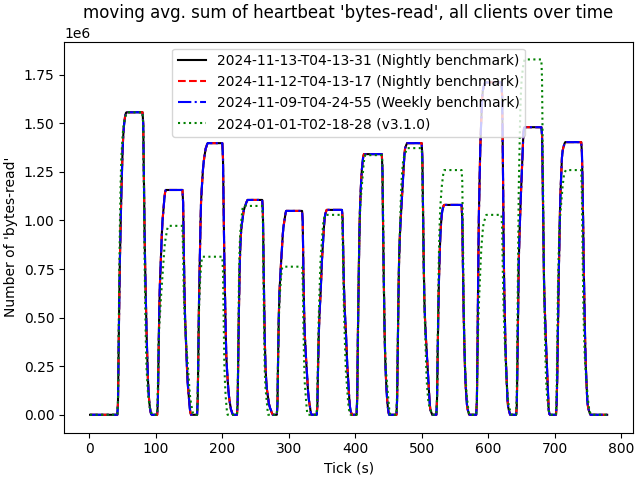 moving avg. sum of heartbeat 'bytes-read', all clients over time
1e6
2024-11-13-T04-13-31 (Nightly benchmark)
2024-11-12-T04-13-17 (Nightly benchmark)
2024-11-09-T04-24-55 (Weekly benchmark)
2024-01-01-T02-18-28 (v3.1.0)
Number of 'bytes-read'
1.75
1.50
1.25
1.00
0.75
0.50
0.25
0.00
0 100 200 300 400 500 600 700 800
Tick (s)